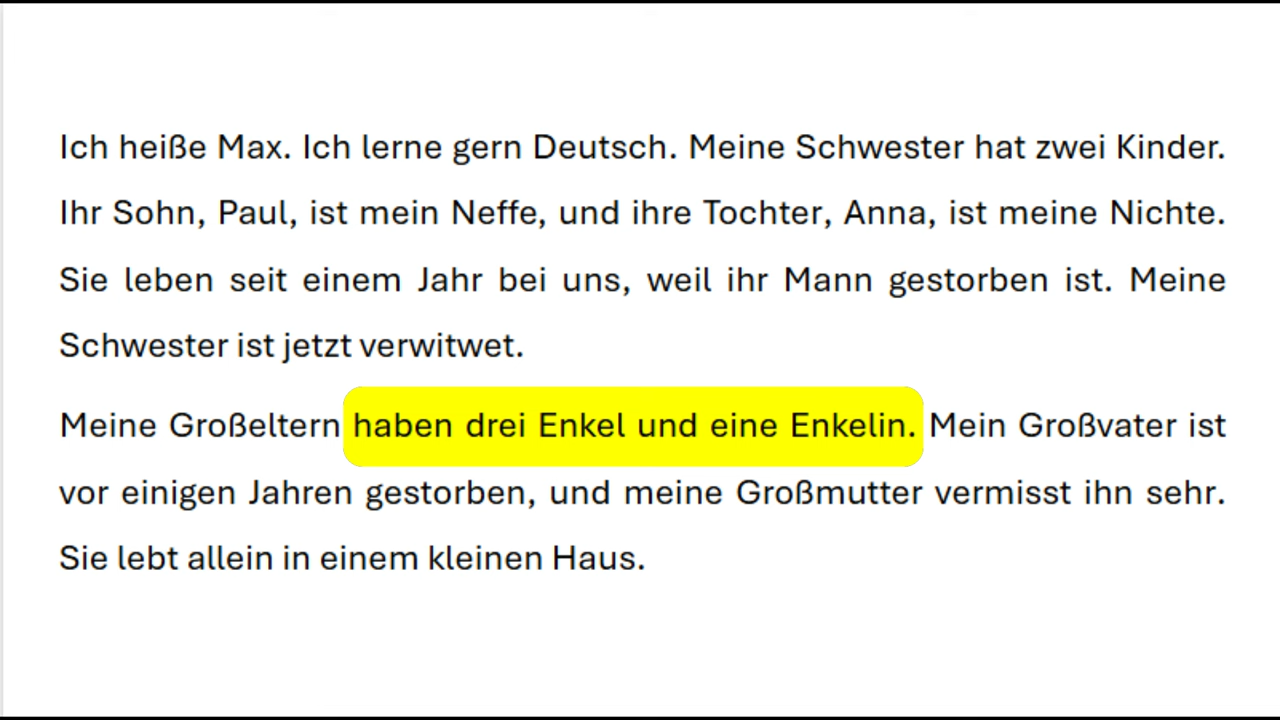 Ich heiße Max. Ich lerne gern Deutsch. Meine Schwester hat zwei Kinder.
Ihr Sohn, Paul, ist mein Neffe, und ihre Tochter, Anna, ist meine Nichte.
Sie leben seit einem Jahr bei uns, weil ihr Mann gestorben ist. Meine
Schwester ist jetzt verwitwet.
Meine Großeltern haben drei Enkel und eine Enkelin. Mein Großvater ist
vor einigen Jahren gestorben, und meine Großmutter vermisst ihn sehr.
Sie lebt allein in einem kleinen Haus.